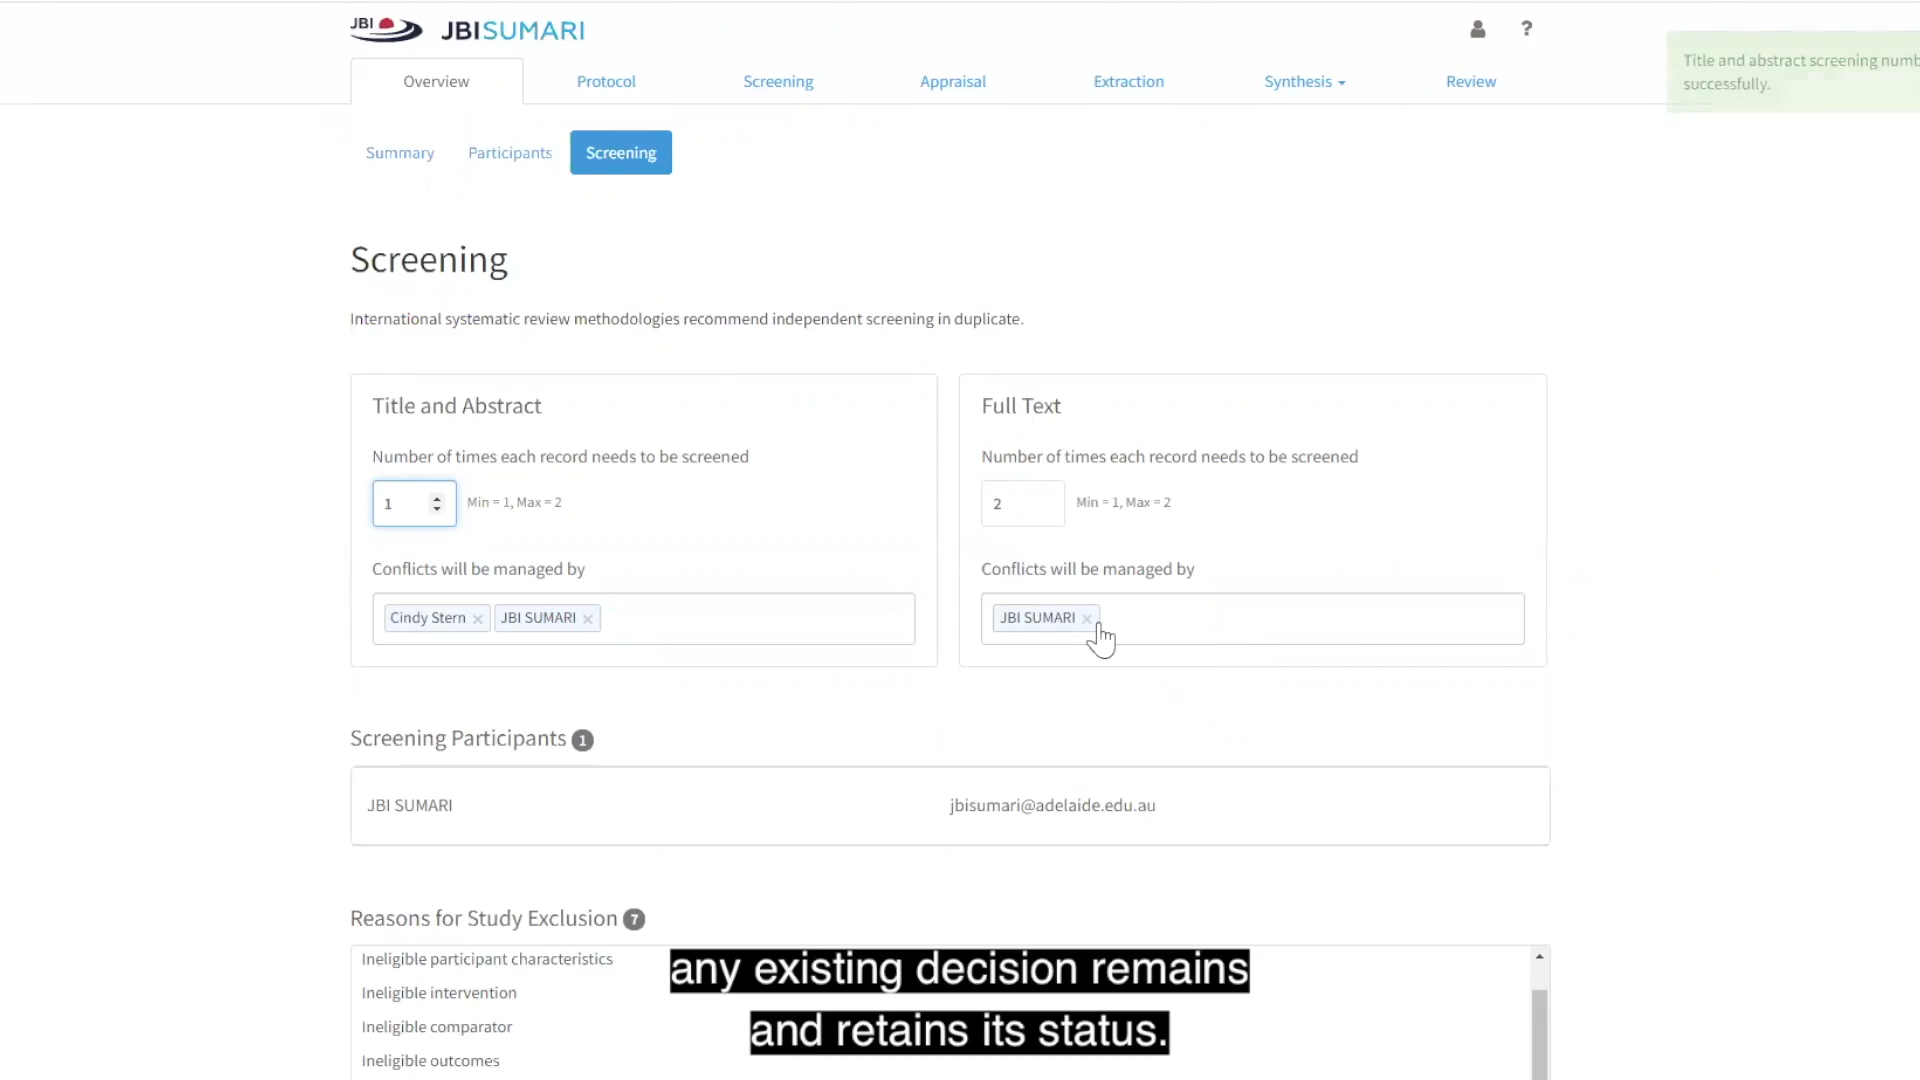 JBI JBISUMARI ?
Title and abstract screening numb
successfully.
Overview Protocol Screening Appraisal Extraction Synthesis Review
Summary Participants Screening
Screening
International systematic review methodologies recommend independent screening in duplicate.
Title and Abstract
Number of times each record needs to be screened
1 Min = 1, Max = 2
Conflicts will be managed by
Cindy Stern × JBI SUMARI ×
Full Text
Number of times each record needs to be screened
2 Min = 1, Max = 2
Conflicts will be managed by
JBI SUMARI ×
Screening Participants 1
JBI SUMARI jbisumari@adelaide.edu.au
Reasons for Study Exclusion 7
Ineligible participant characteristics
Ineligible intervention
Ineligible comparator
Ineligible outcomes
any existing decision remains
and retains its status.